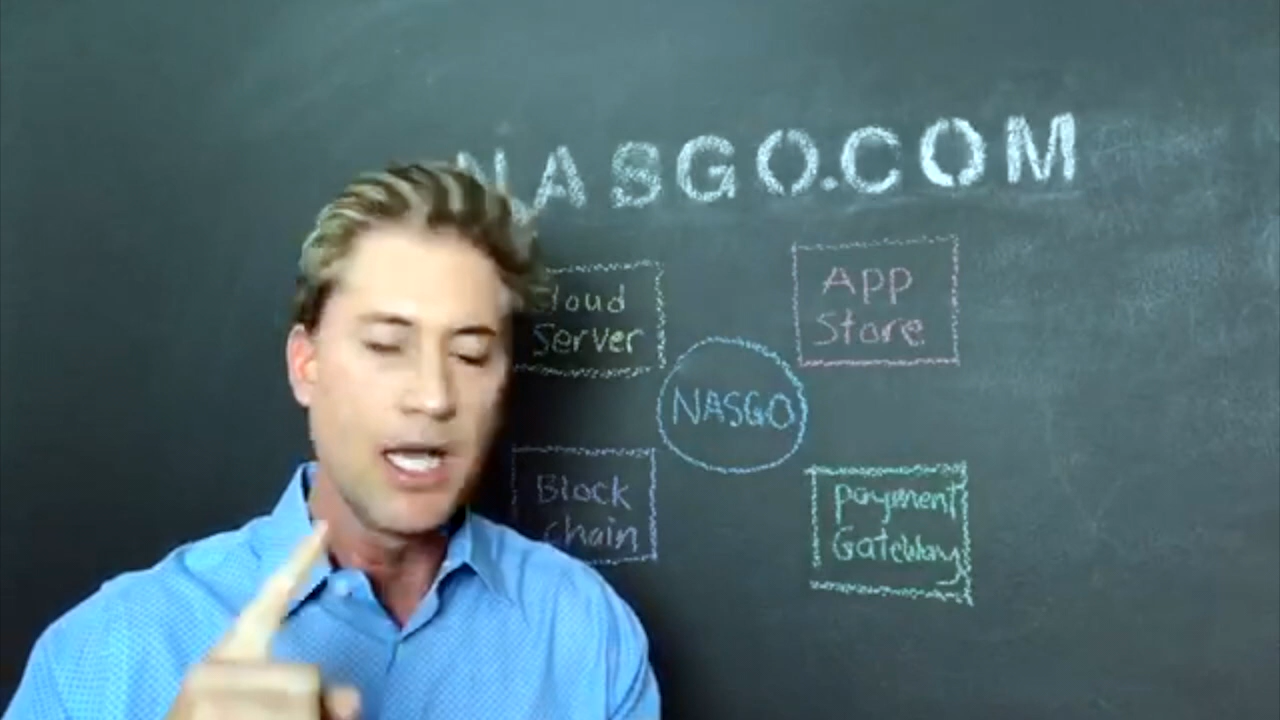 NASGO.COM
Cloud
Server
App
Store
NASGO
Block
chain
payment
Gateway